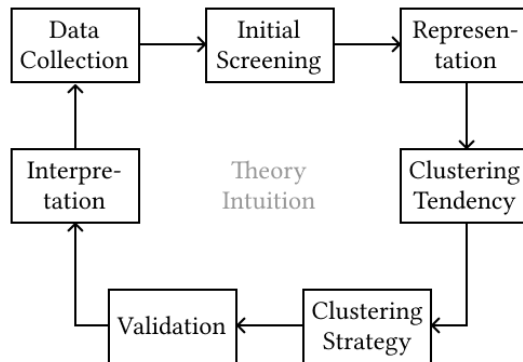 Data
Collection
Initial
Screening
Represen-
tation
Interpre-
tation
Theory
Intuition
Clustering
Tendency
Validation
Clustering
Strategy